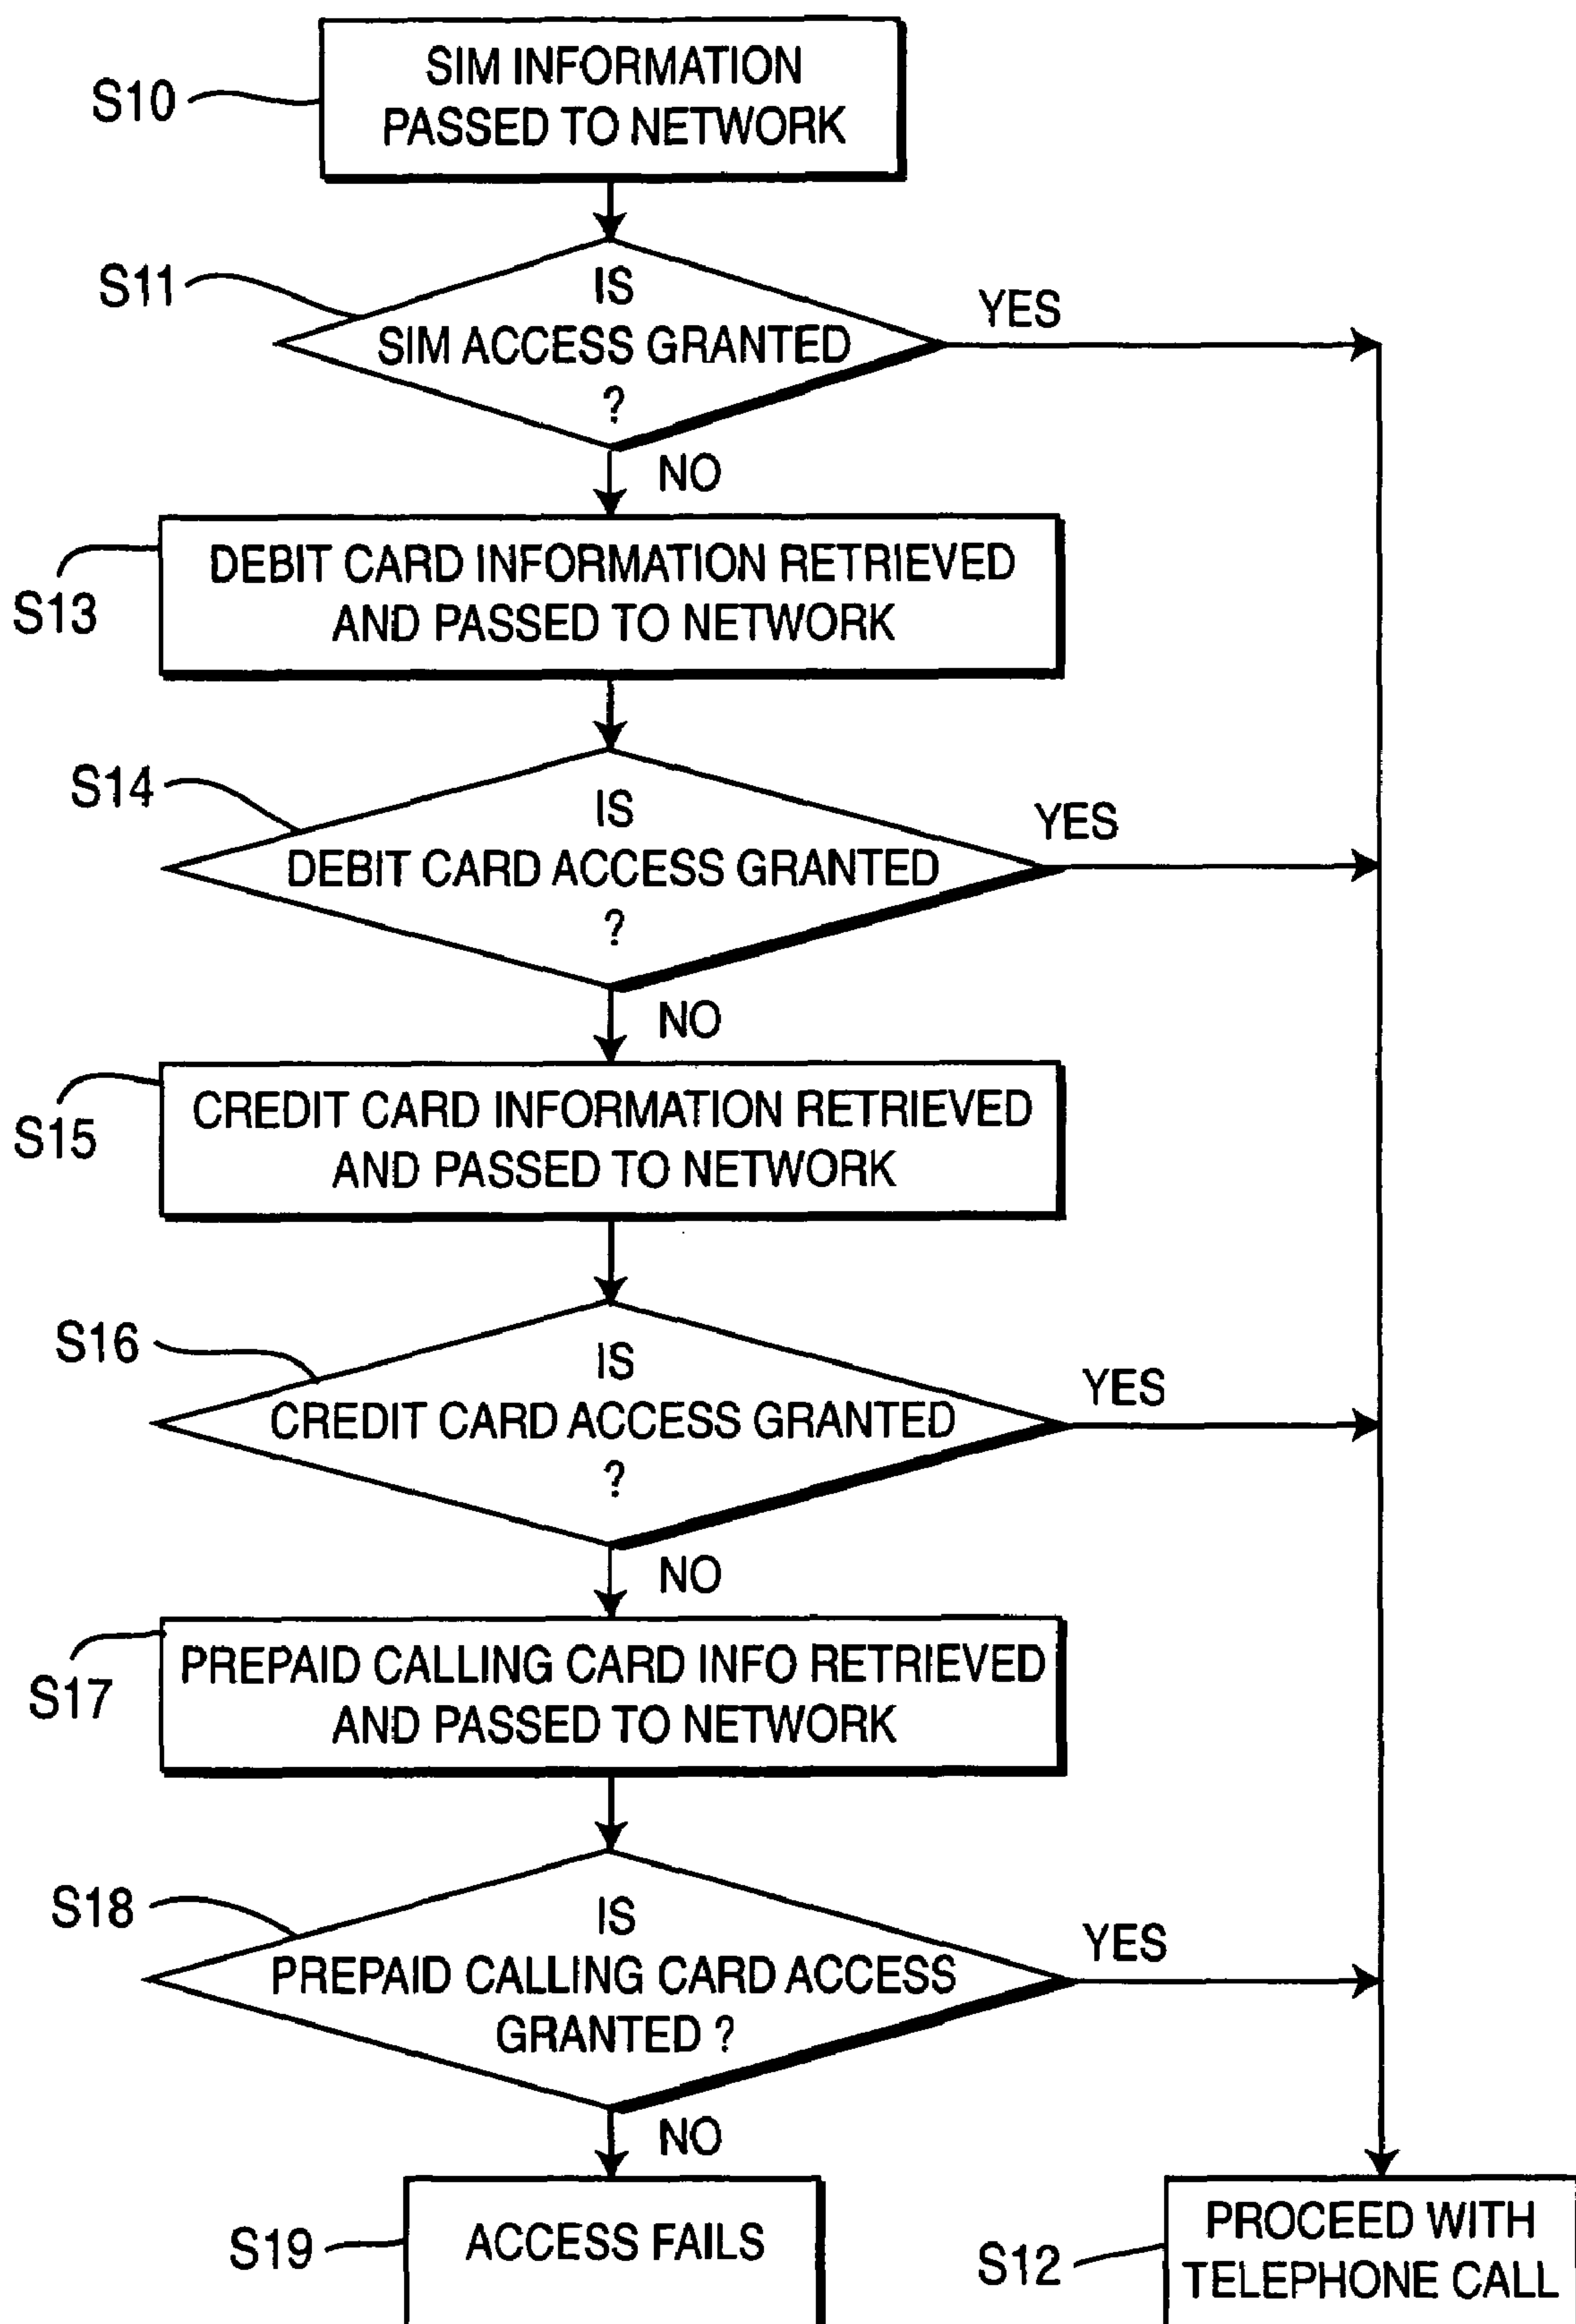 SIM INFORMATION
PASSED TO NETWORK
S10
S11
IS
SIM ACCESS GRANTED
?
YES
NO
DEBIT CARD INFORMATION RETRIEVED
AND PASSED TO NETWORK
S13
S14
IS
DEBIT CARD ACCESS GRANTED
?
YES
NO
CREDIT CARD INFORMATION RETRIEVED
AND PASSED TO NETWORK
S15
S16
IS
CREDIT CARD ACCESS GRANTED
?
YES
NO
PREPAID CALLING CARD INFO RETRIEVED
AND PASSED TO NETWORK
S17
S18
IS
PREPAID CALLING CARD ACCESS
GRANTED ?
YES
NO
S19
ACCESS FAILS
S12
PROCEED WITH
TELEPHONE CALL